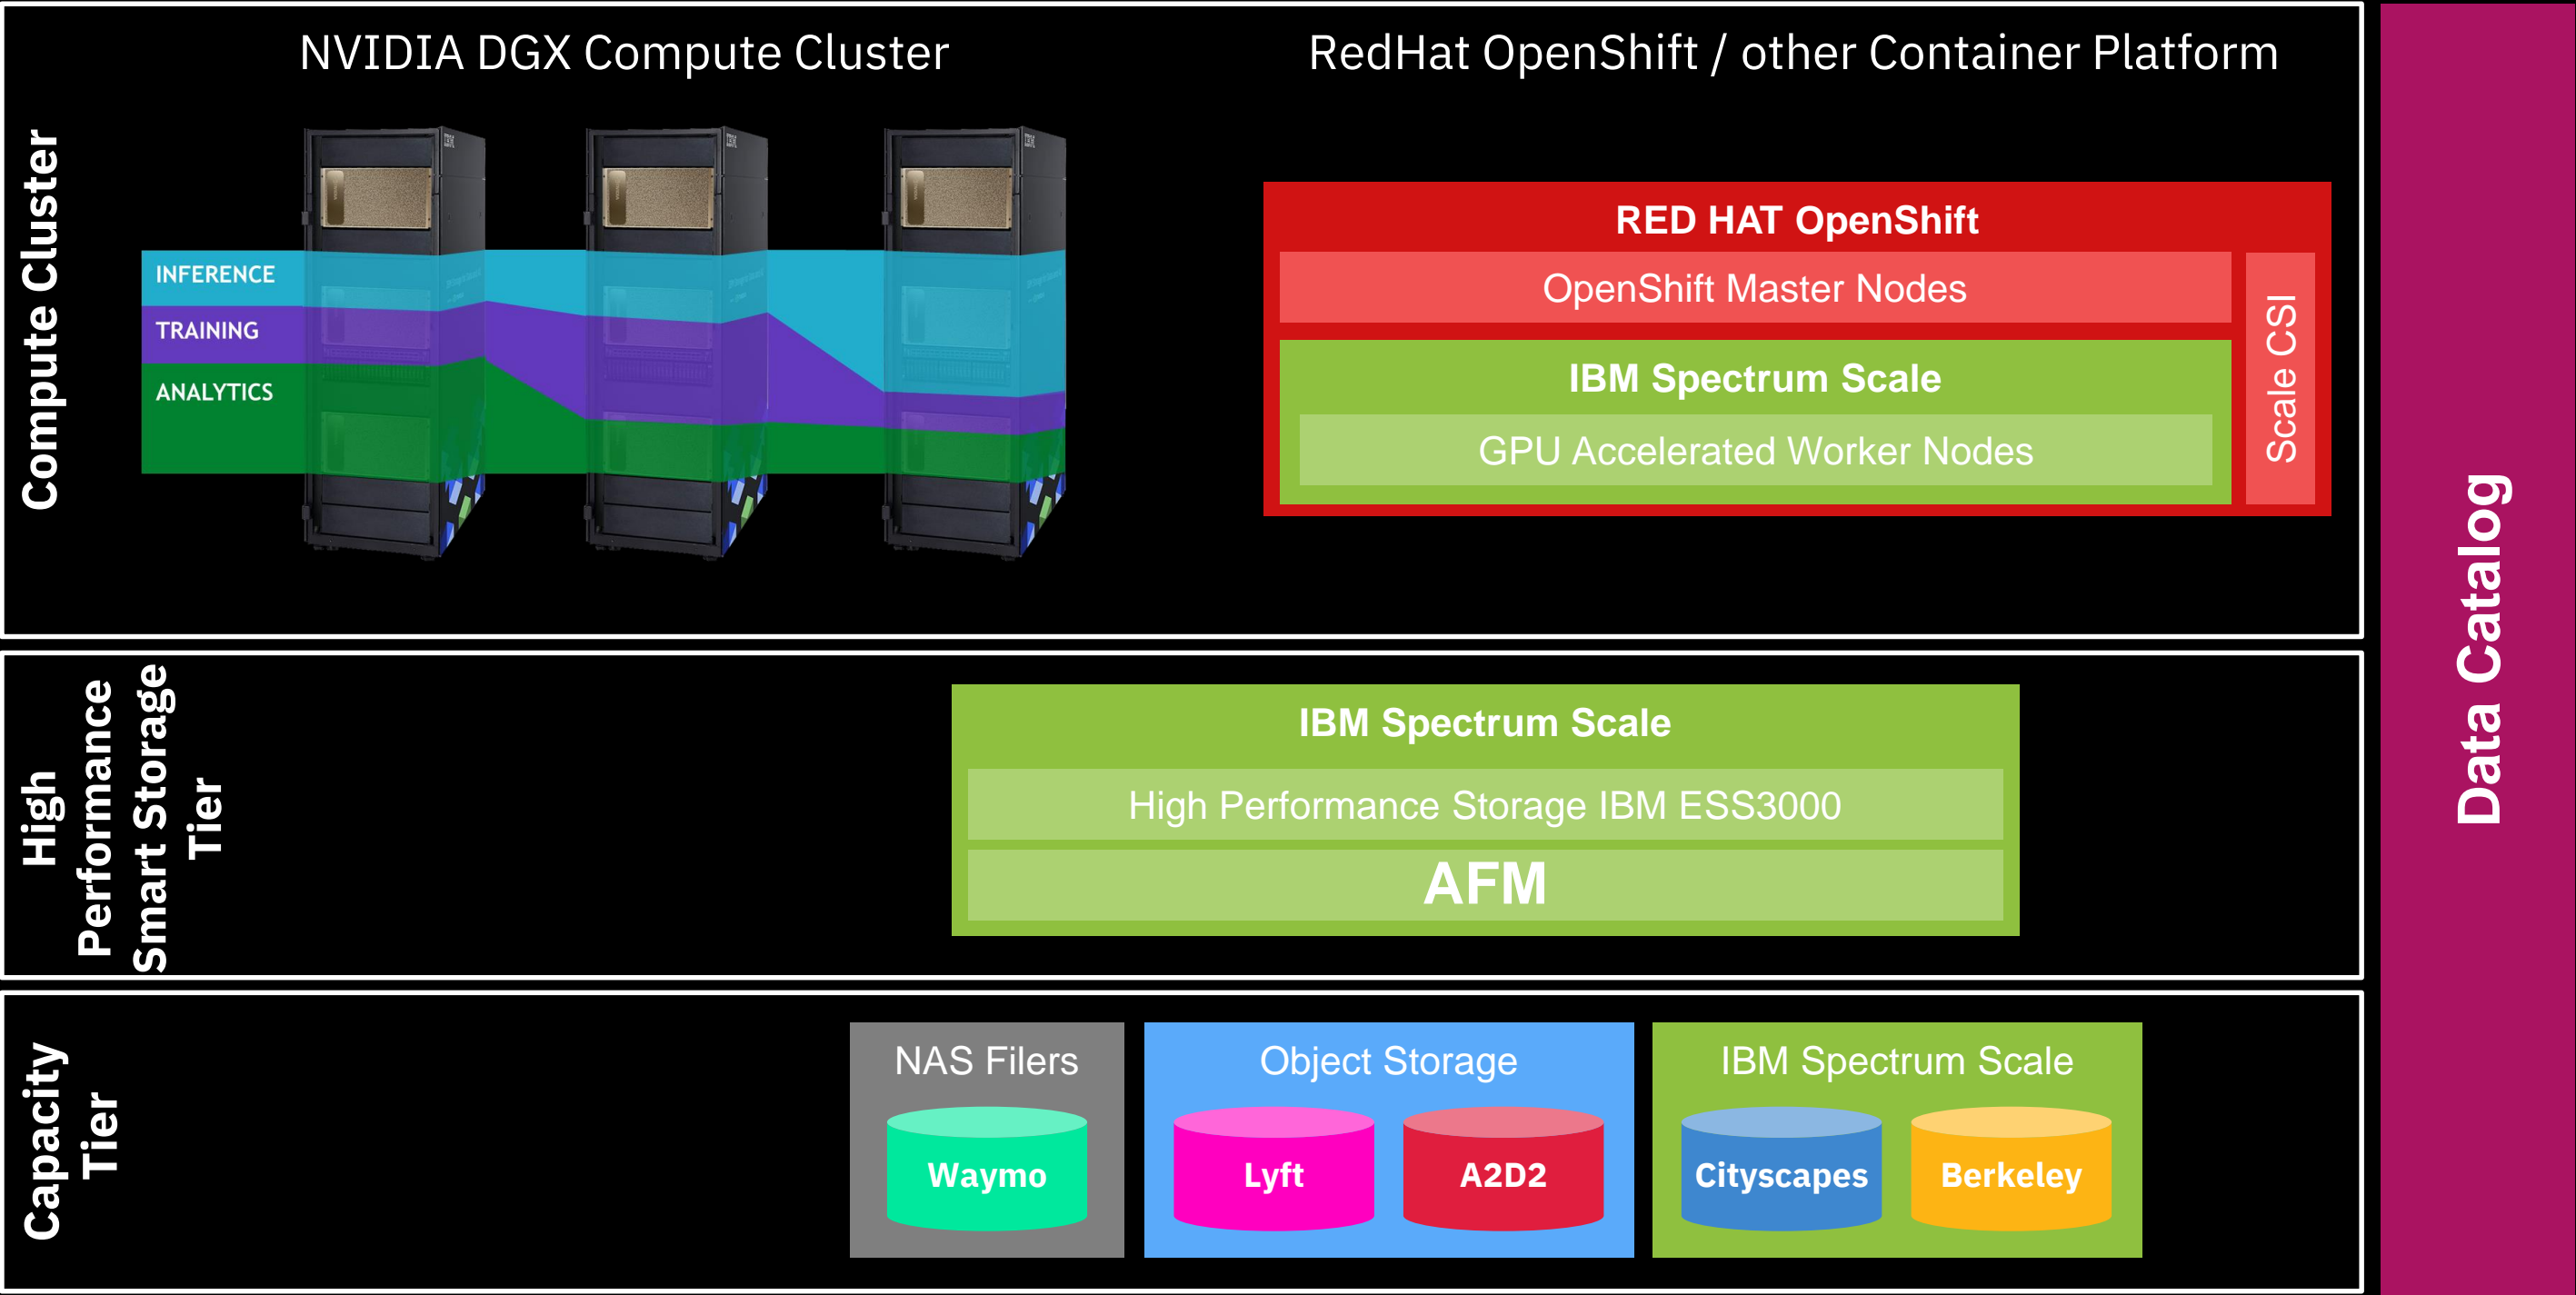 NVIDIA DGX Compute Cluster
RedHat OpenShift / other Container Platform
Compute Cluster
INFERENCE
TRAINING
ANALYTICS
RED HAT OpenShift
OpenShift Master Nodes
IBM Spectrum Scale
GPU Accelerated Worker Nodes
Scale CSI
High
Performance
Smart Storage
Tier
IBM Spectrum Scale
High Performance Storage IBM ESS3000
AFM
Capacity
Tier
NAS Filers
Waymo
Object Storage
Lyft
A2D2
IBM Spectrum Scale
Cityscapes
Berkeley
Data Catalog